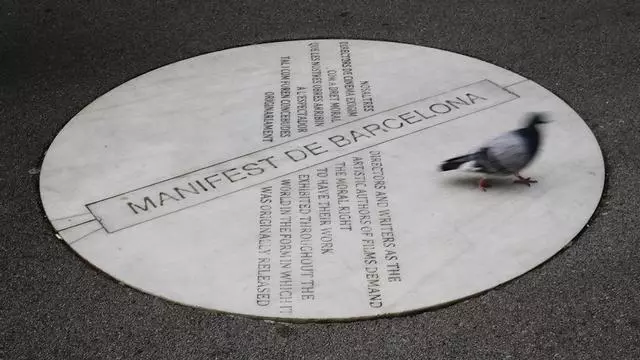 NOSALTRES
DIRECTORS DE CINEMA EXIGIM
COM A DRET MORAL
QUE LES NOSTRES OBRES ARRIBIN
A L'ESPECTADOR
TAL I COM FOREN CONCEBUDES
ORIGINARIAMENT
MANIFEST DE BARCELONA
DIRECTORS AND WRITERS AS THE
ARTISTIC AUTHORS OF FILMS, DEMAND
THE MORAL RIGHT
TO HAVE THEIR WORK
EXHIBITED THROUGHOUT THE
WORLD IN THE FORM IN WHICH IT
WAS ORIGINALLY RELEASED